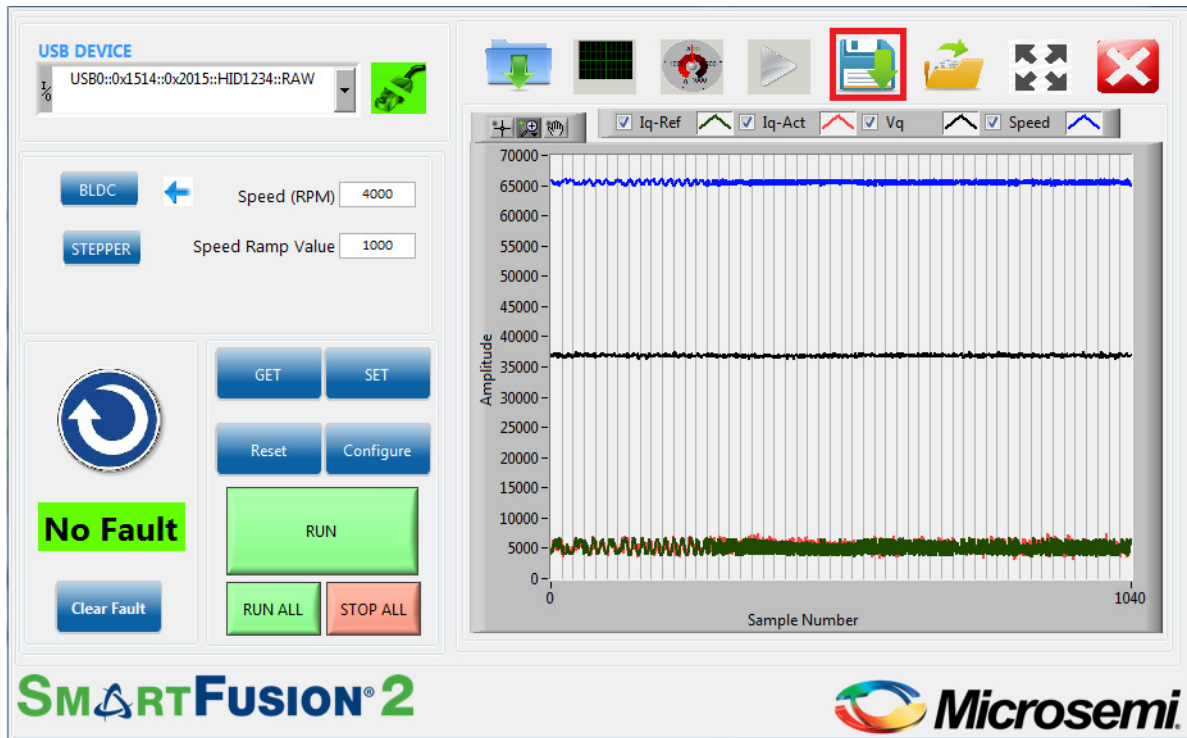 USB DEVICE
I/O
USB0::0x1514::0x2015::HID1234::RAW
BLDC
Speed (RPM) 4000
STEPPER
Speed Ramp Value 1000
GET
SET
Reset
Configure
No Fault
RUN
Clear Fault
RUN ALL
STOP ALL
Iq-Ref
Iq-Act
Vq
Speed
70000
65000
60000
55000
50000
45000
40000
35000
30000
25000
20000
15000
10000
5000
0
Amplitude
0
1040
Sample Number
SMARTFUSION® 2
Microsemi.